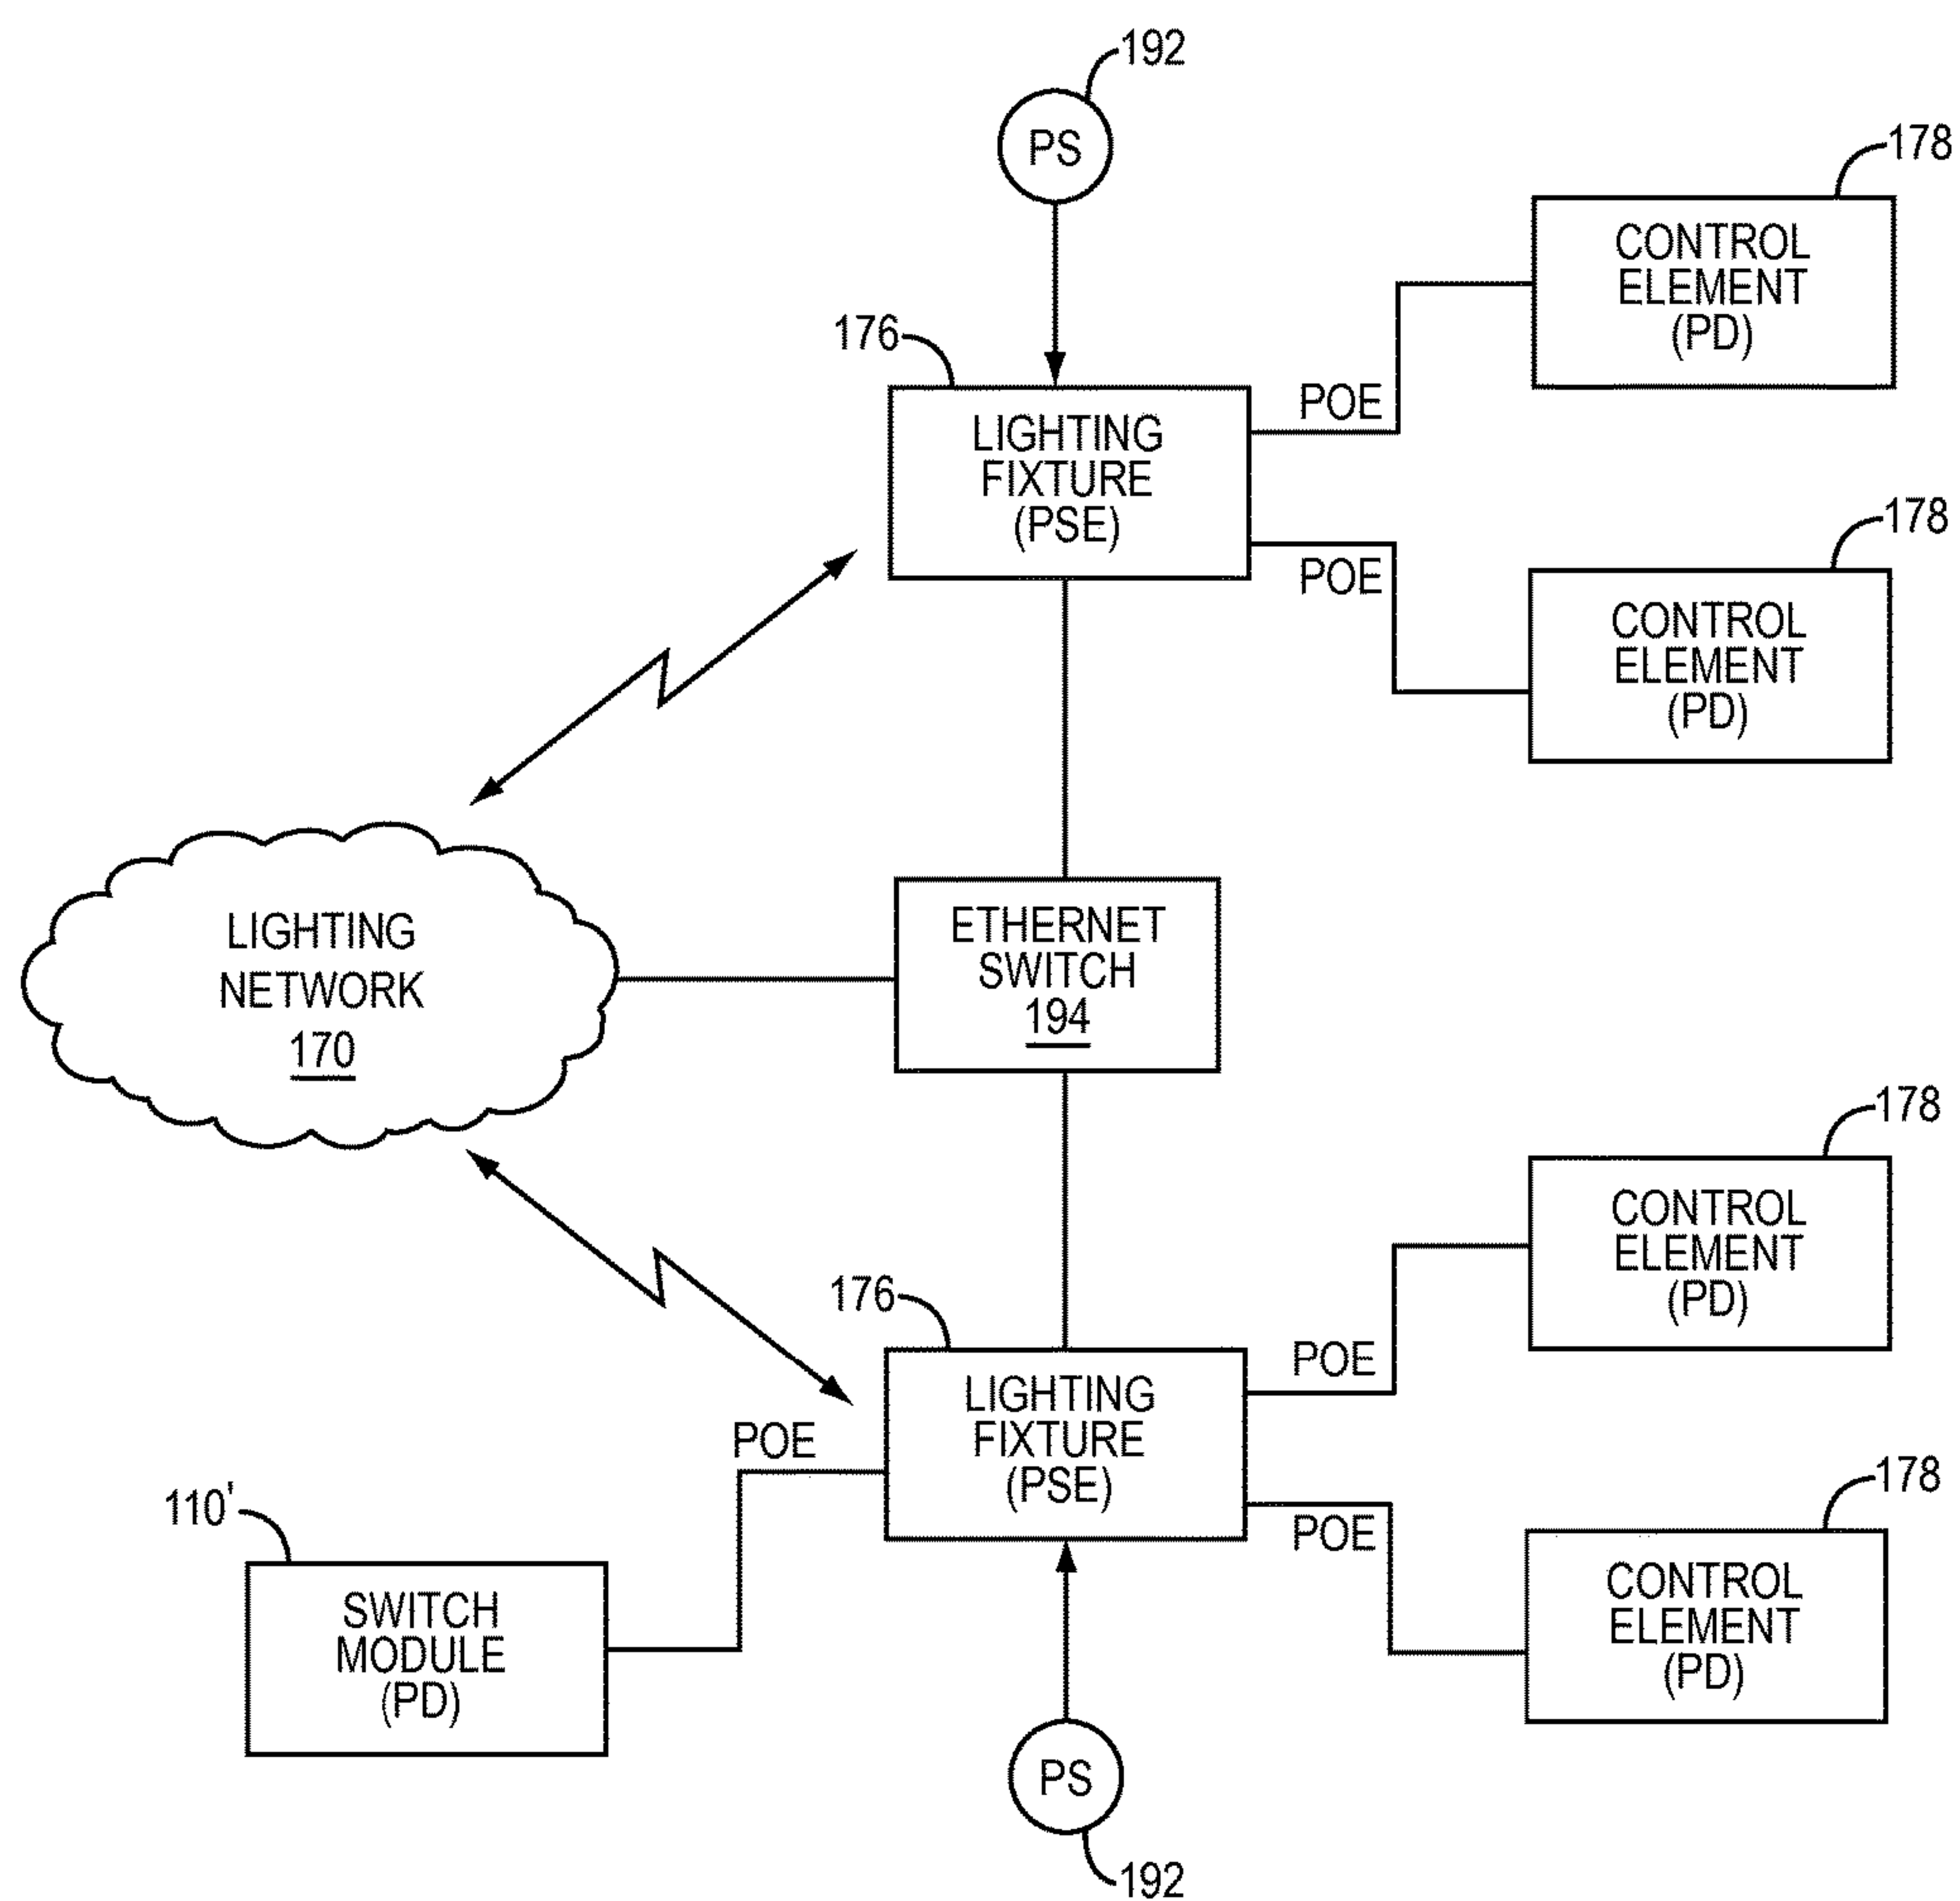 192
PS
178
CONTROL
ELEMENT
(PD)
176
POE
LIGHTING
FIXTURE
(PSE)
178
POE
CONTROL
ELEMENT
(PD)
LIGHTING
NETWORK
170
ETHERNET
SWITCH
194
178
CONTROL
ELEMENT
(PD)
176
POE
LIGHTING
FIXTURE
(PSE)
POE
178
POE
CONTROL
ELEMENT
(PD)
110'
SWITCH
MODULE
(PD)
PS
192